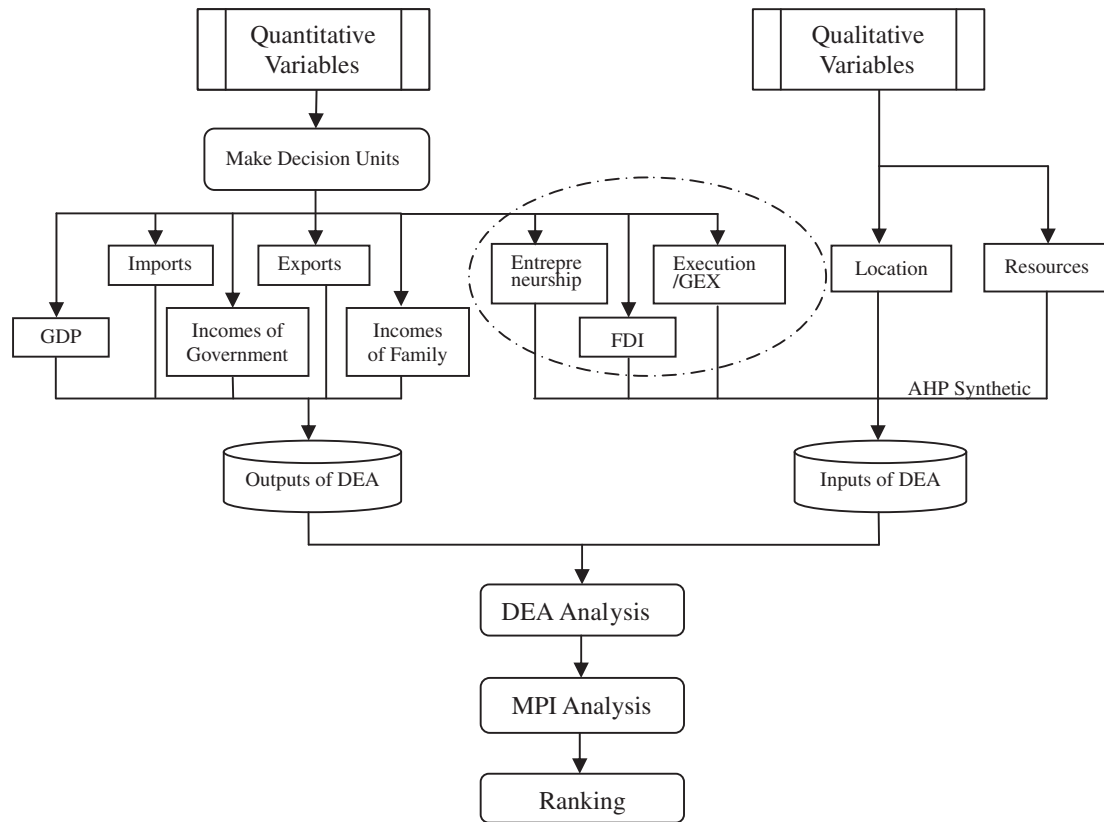 Quantitative
Variables
Qualitative
Variables
Make Decision Units
Imports
Exports
Entrepre
neurship
Execution
/GEX
Location
Resources
GDP
Incomes of
Government
Incomes
of Family
FDI
AHP Synthetic
Outputs of DEA
Inputs of DEA
DEA Analysis
MPI Analysis
Ranking